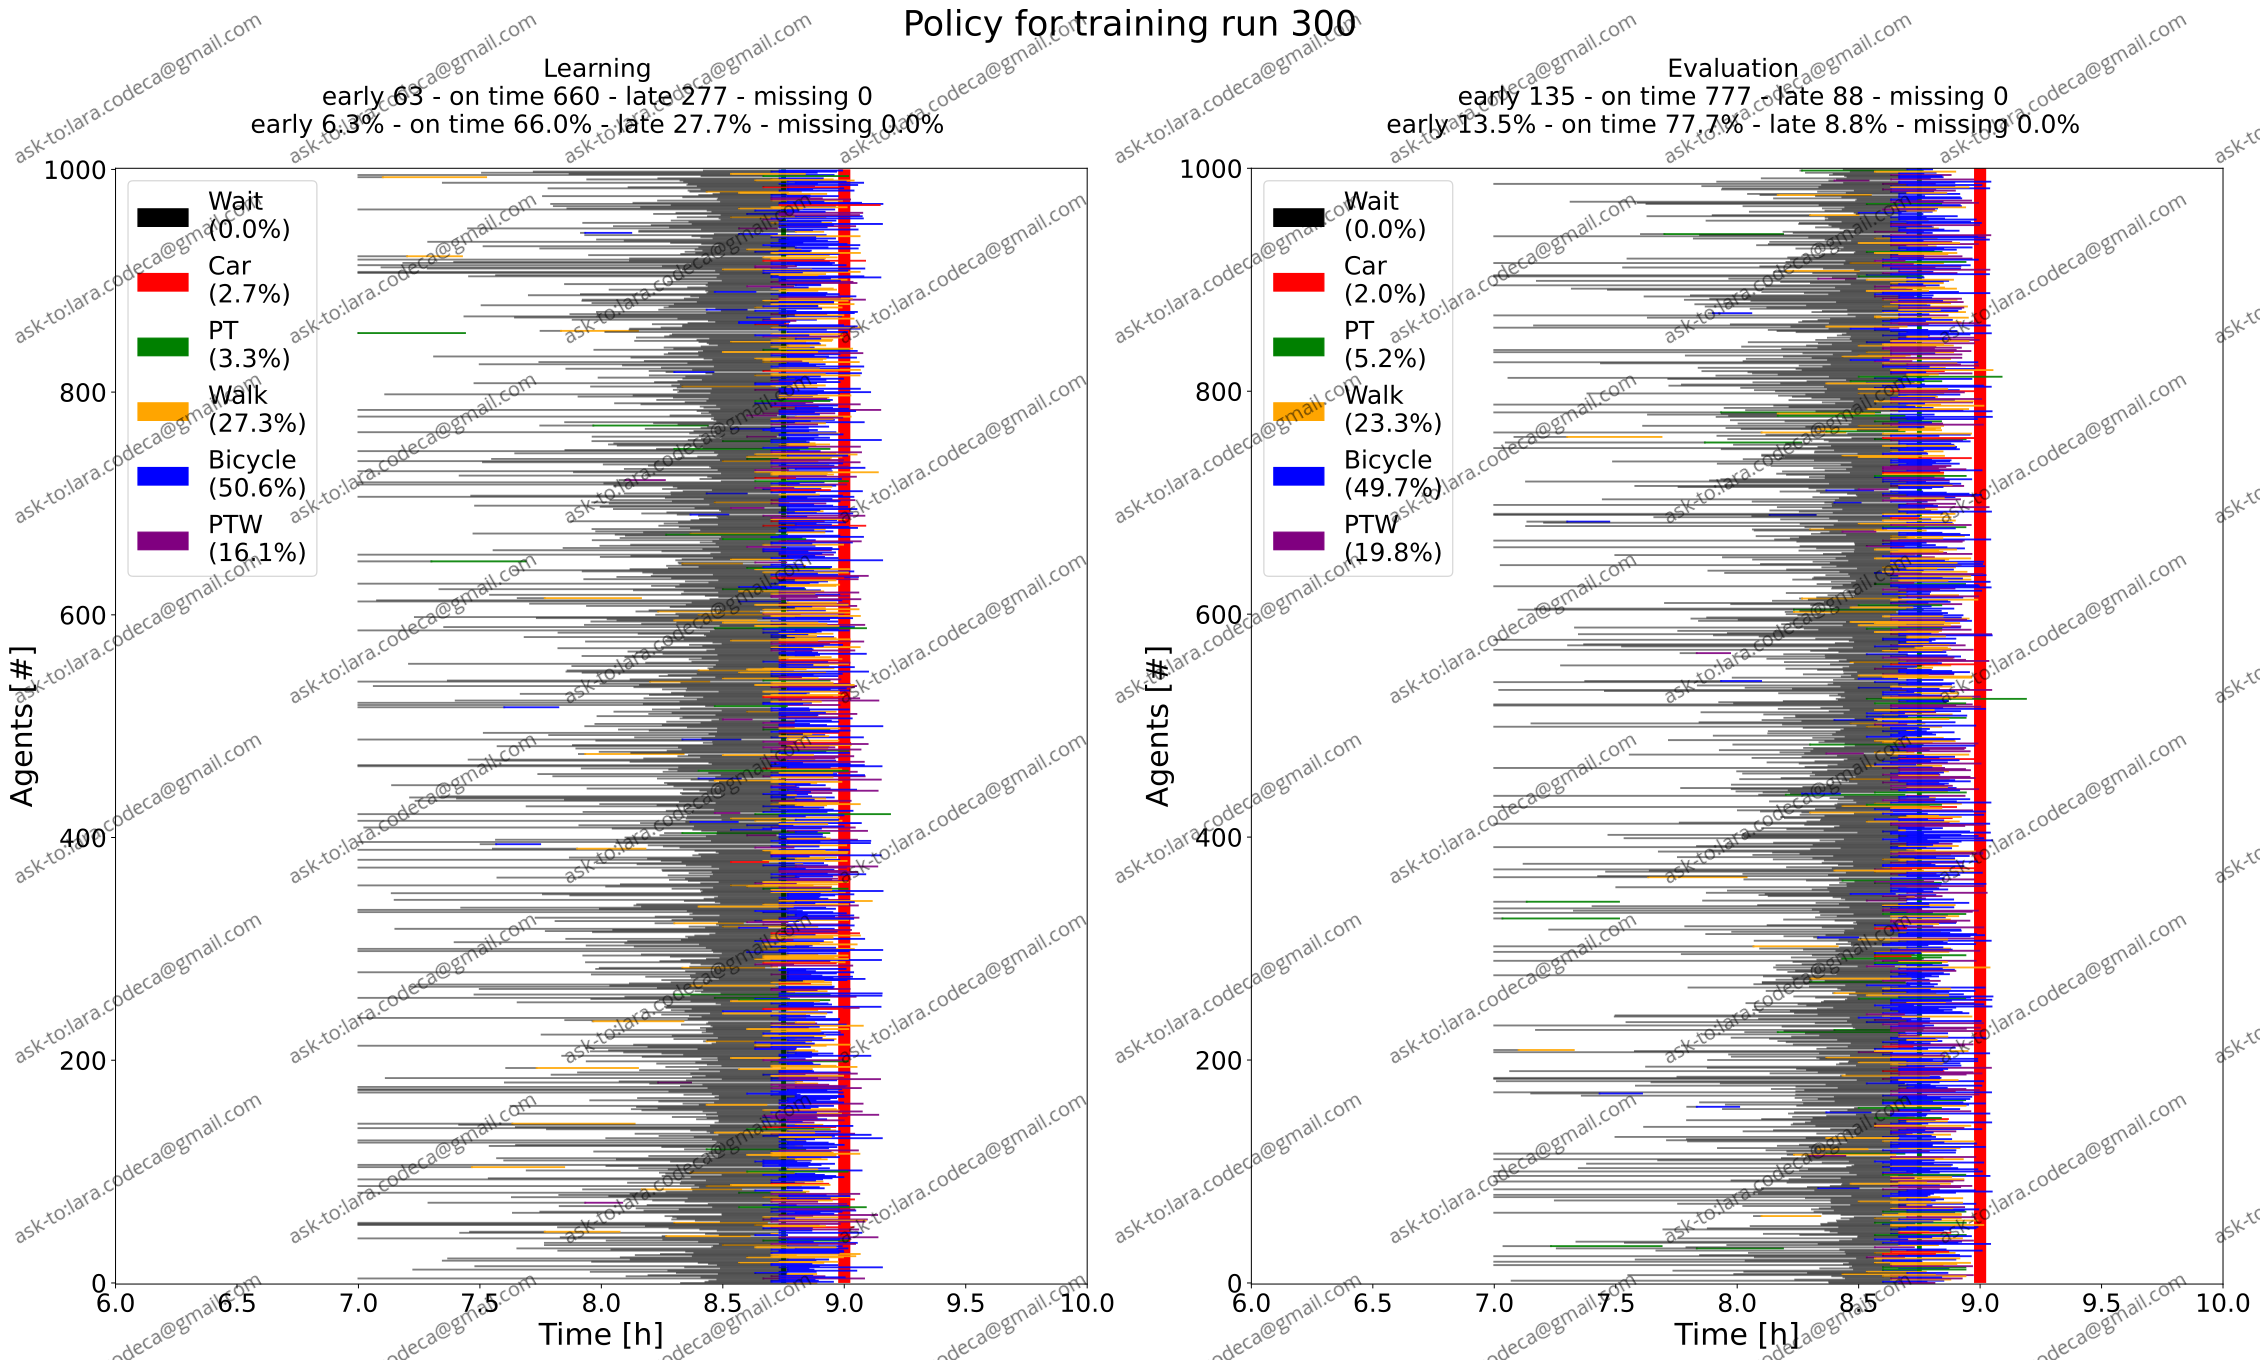 Policy for training run 300
Learning
early 63 - on time 660 - late 277 - missing 0
early 6.3% - on time 66.0% - late 27.7% - missing 0.0%
Evaluation
early 135 - on time 777 - late 88 - missing 0
early 13.5% - on time 77.7% - late 8.8% - missing 0.0%
Agents [#]
1000
800
600
400
200
0
Wait
(0.0%)
Car
(2.7%)
PT
(3.3%)
Walk
(27.3%)
Bicycle
(50.6%)
PTW
(16.1%)
6.0 6.5 7.0 7.5 8.0 8.5 9.0 9.5 10.0
Time [h]
Agents [#]
1000
800
600
400
200
0
Wait
(0.0%)
Car
(2.0%)
PT
(5.2%)
Walk
(23.3%)
Bicycle
(49.7%)
PTW
(19.8%)
6.0 6.5 7.0 7.5 8.0 8.5 9.0 9.5 10.0
Time [h]
ask-to:lara.codeca@gmail.com